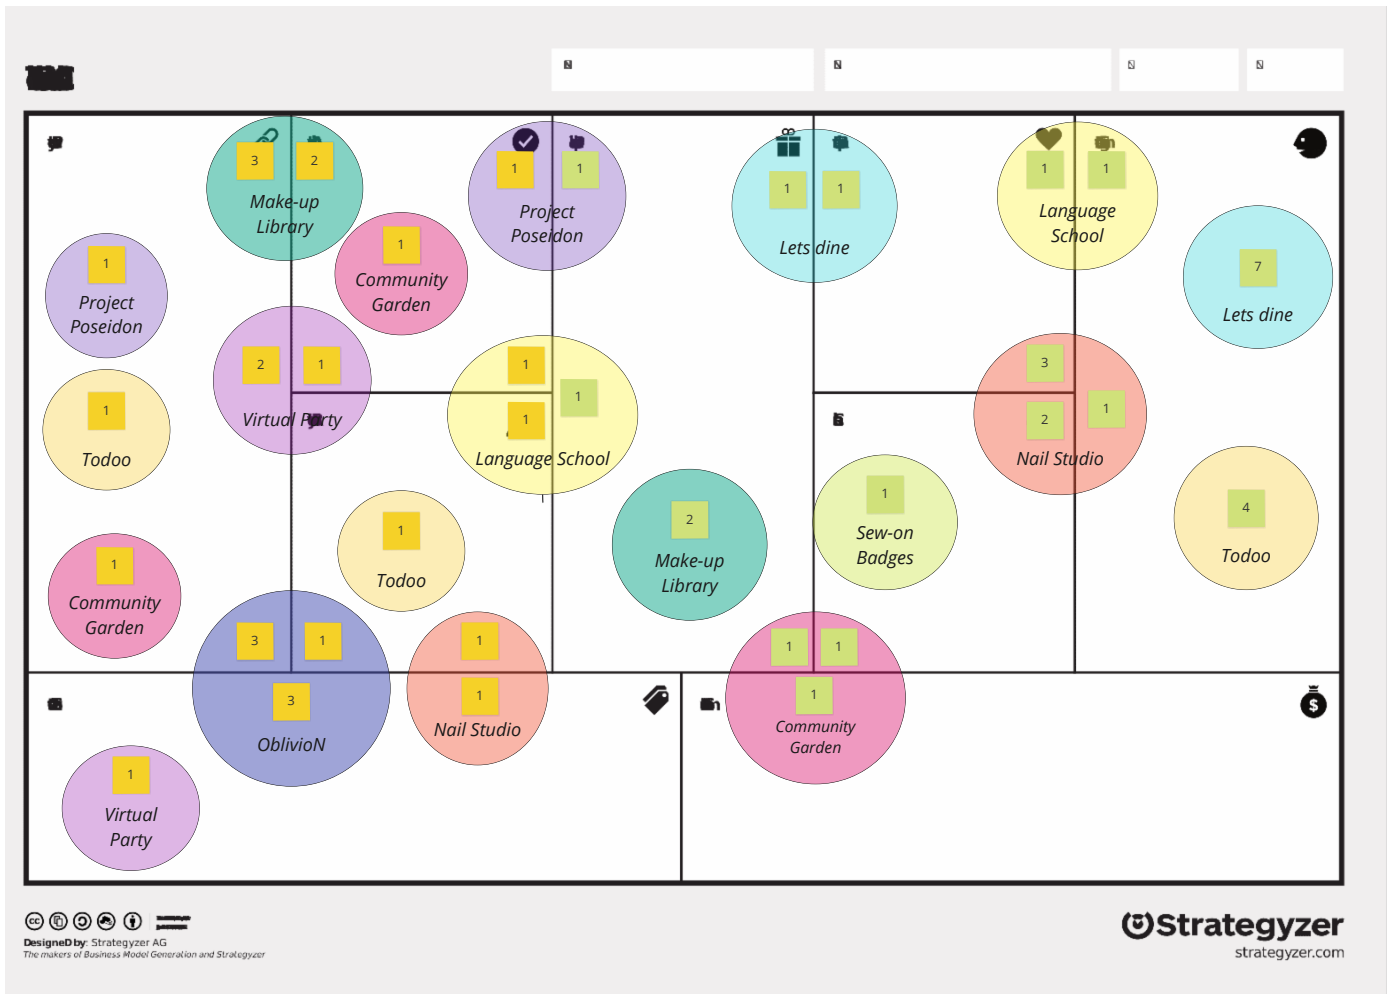 3 2
Make-up
Library
1 1
Project
Poseidon
1
Community
Garden
1 1
Lets dine
1 1
Language
School
7
Lets dine
1
Project
Poseidon
2 1
Virtual Party
1
1
1
Language School
3
2
1
Nail Studio
1
Todoo
1
Todoo
2
Make-up
Library
1
Sew-on
Badges
4
Todoo
1
Community
Garden
3 1
3
OblivioN
1
1
Nail Studio
1 1
1
Community
Garden
1
Virtual
Party
$
cc
DesigneD by: Strategyzer AG
The makers of Business Model Generation and Strategyzer
Strategyzer
strategyzer.com